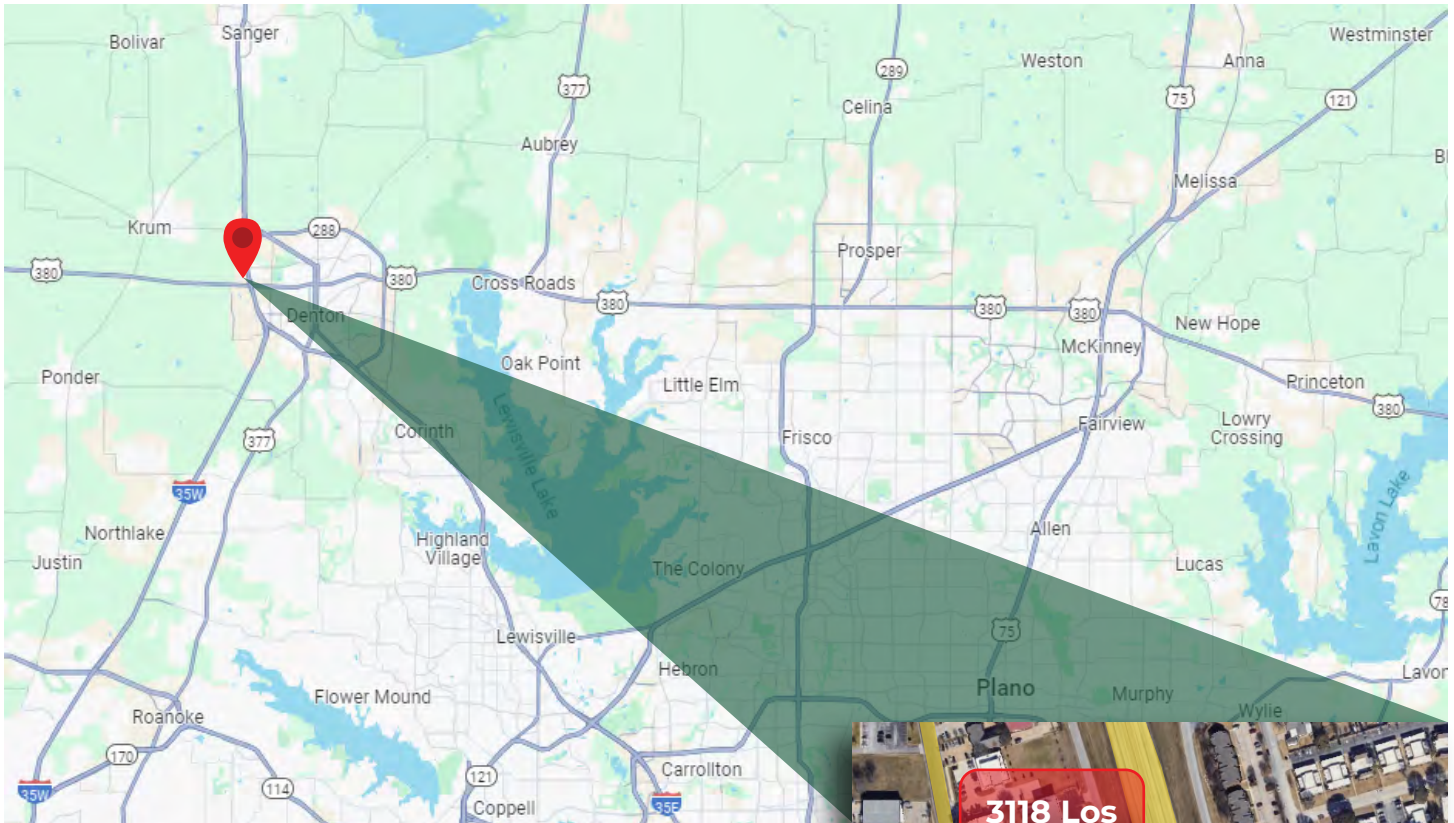 Bolivar
Sanger
Westminster
377
289
Weston
Anna
75
121
Celina
Aubrey
Melissa
Krum
288
Prosper
380
380
Cross Roads
380
380
380
Denton
New Hope
McKinney
Ponder
Oak Point
Little Elm
Princeton
380
377
Corinth
Lewisville Lake
Frisco
Fairview
Lowry
Crossing
35W
Northlake
Highland
Village
Allen
Lavon Lake
Justin
The Colony
Lucas
78
Lewisville
75
Hebron
Flower Mound
Plano
Murphy
Wylie
Lavon
Roanoke
170
114
121
Carrollton
35W
Coppell
35E
3118 Los